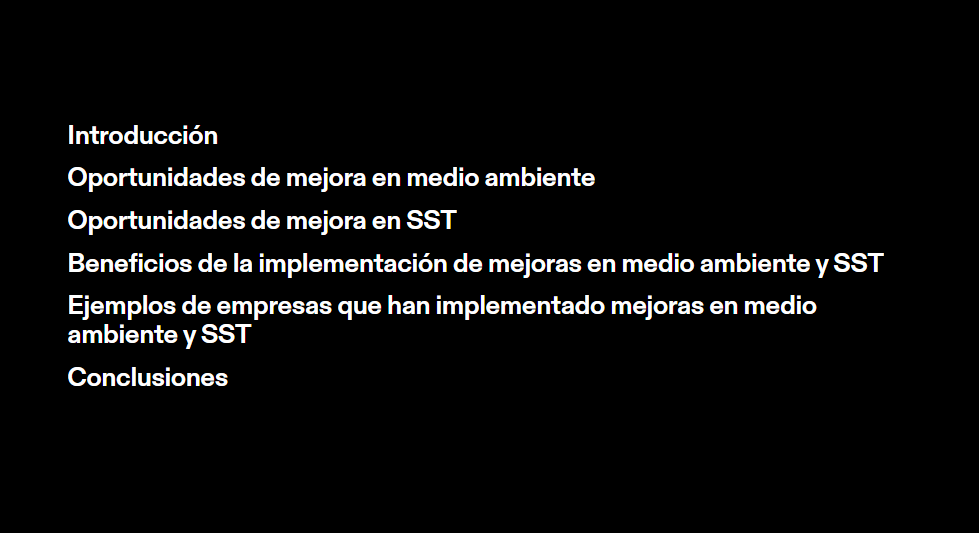 Introducción
Oportunidades de mejora en medio ambiente
Oportunidades de mejora en SST
Beneficios de la implementación de mejoras en medio ambiente y SST
Ejemplos de empresas que han implementado mejoras en medio
ambiente y SST
Conclusiones